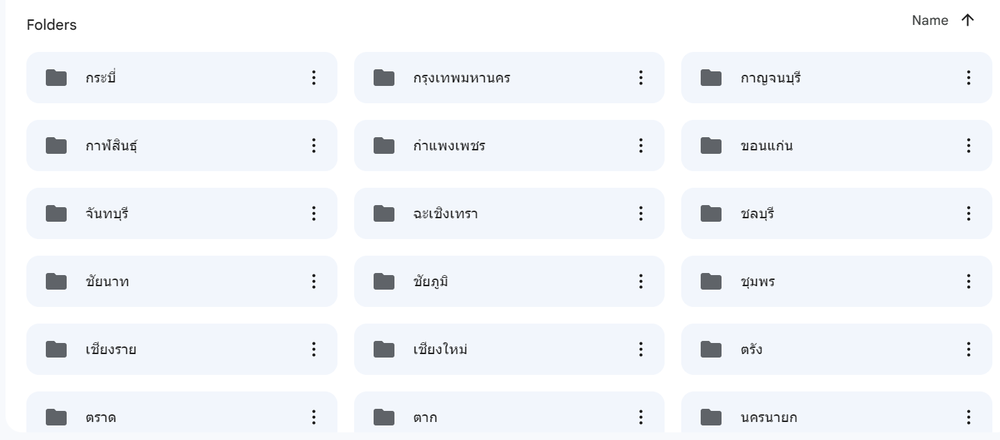 Folders
Name
กระบี่
กรุงเทพมหานคร
กาญจนบุรี
กาฬสินธุ์
กำแพงเพชร
ขอนแก่น
จันทบุรี
ฉะเชิงเทรา
ชลบุรี
ชัยนาท
ชัยภูมิ
ชุมพร
เชียงราย
เชียงใหม่
ตรัง
ตราด
ตาก
นครนายก